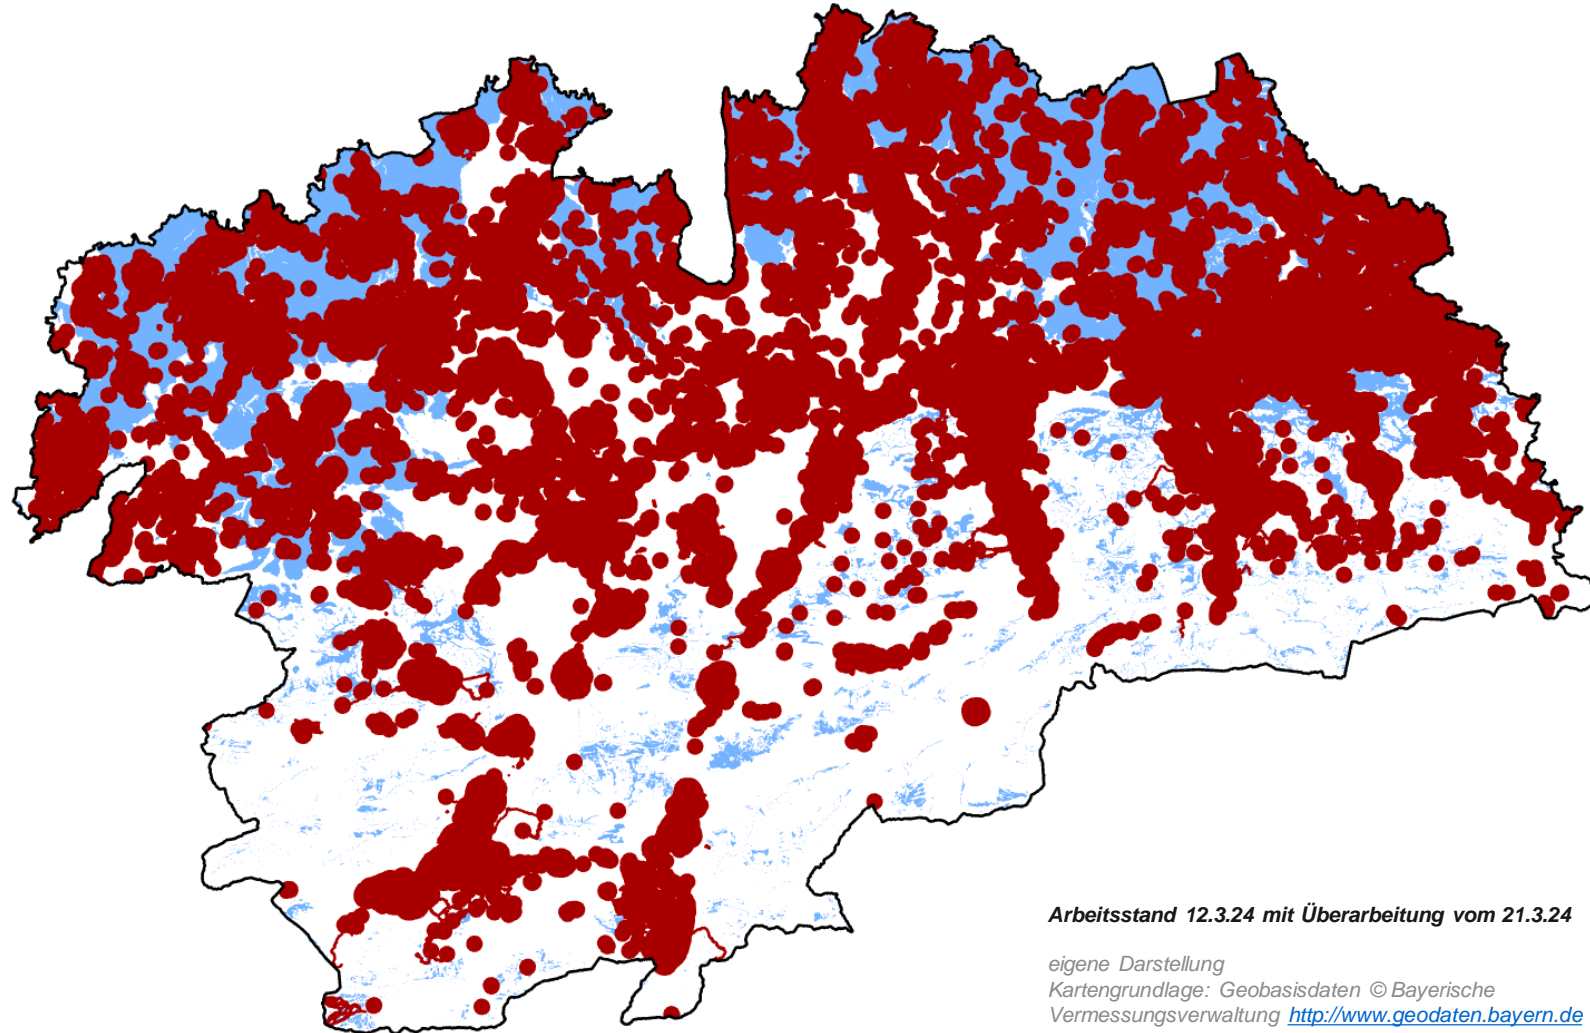 Arbeitsstand 12.3.24 mit Überarbeitung vom 21.3.24
eigene Darstellung
Kartengrundlage: Geobasisdaten © Bayerische
Vermessungsverwaltung http://www.geodaten.bayern.de